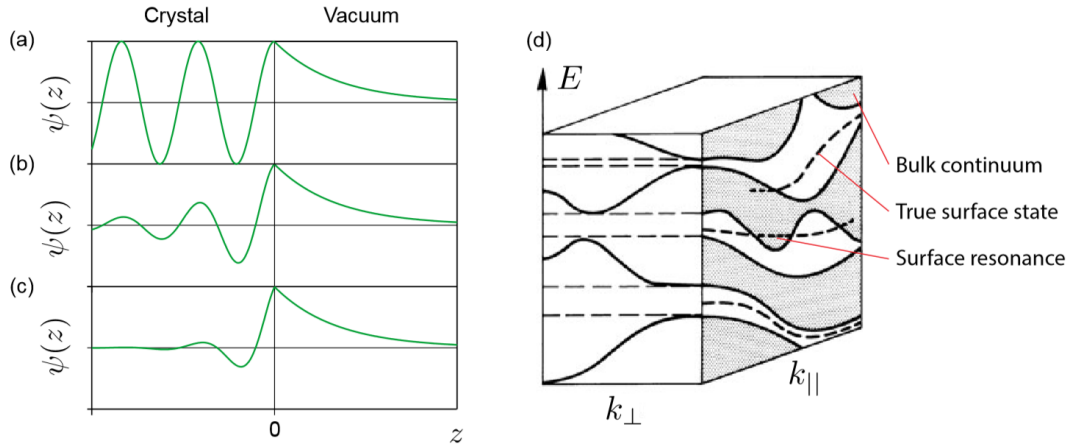 Crystal Vacuum
(a)
ψ(z)
(b)
(c)
ψ(z)
0 z
(d)
E
Bulk continuum
True surface state
Surface resonance
k||
k⊥